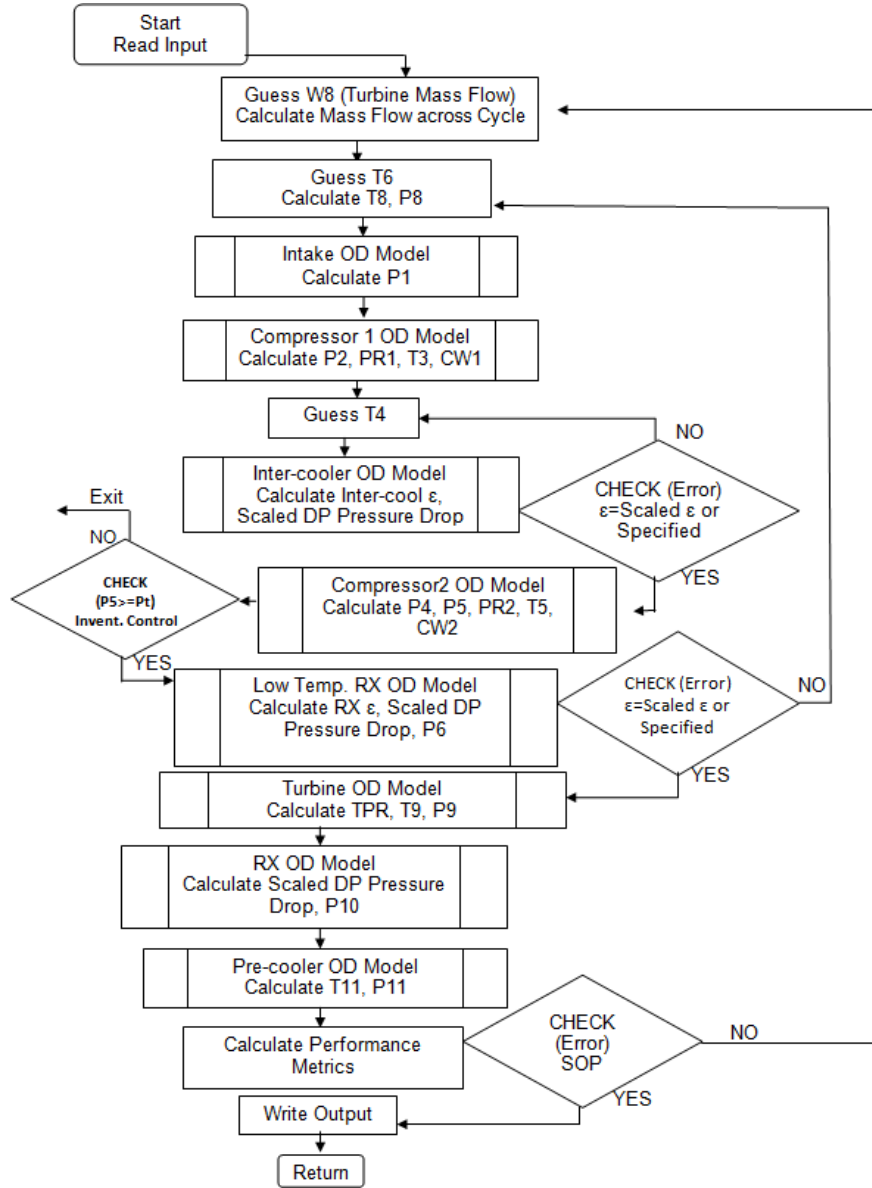 Start
Read Input
Guess W8 (Turbine Mass Flow)
Calculate Mass Flow across Cycle
Guess T6
Calculate T8, P8
Intake OD Model
Calculate P1
Compressor 1 OD Model
Calculate P2, PR1, T3, CW1
Guess T4
NO
Inter-cooler OD Model
Calculate Inter-cool ε,
Scaled DP Pressure Drop
CHECK (Error)
ε=Scaled ε or
Specified
YES
Exit
NO
CHECK
(P5>=Pt)
Invent. Control
YES
Compressor2 OD Model
Calculate P4, P5, PR2, T5,
CW2
Low Temp. RX OD Model
Calculate RX ε, Scaled DP
Pressure Drop, P6
CHECK (Error)
ε=Scaled ε or
Specified
NO
YES
Turbine OD Model
Calculate TPR, T9, P9
RX OD Model
Calculate Scaled DP Pressure
Drop, P10
Pre-cooler OD Model
Calculate T11, P11
Calculate Performance
Metrics
CHECK
(Error)
SOP
NO
YES
Write Output
Return